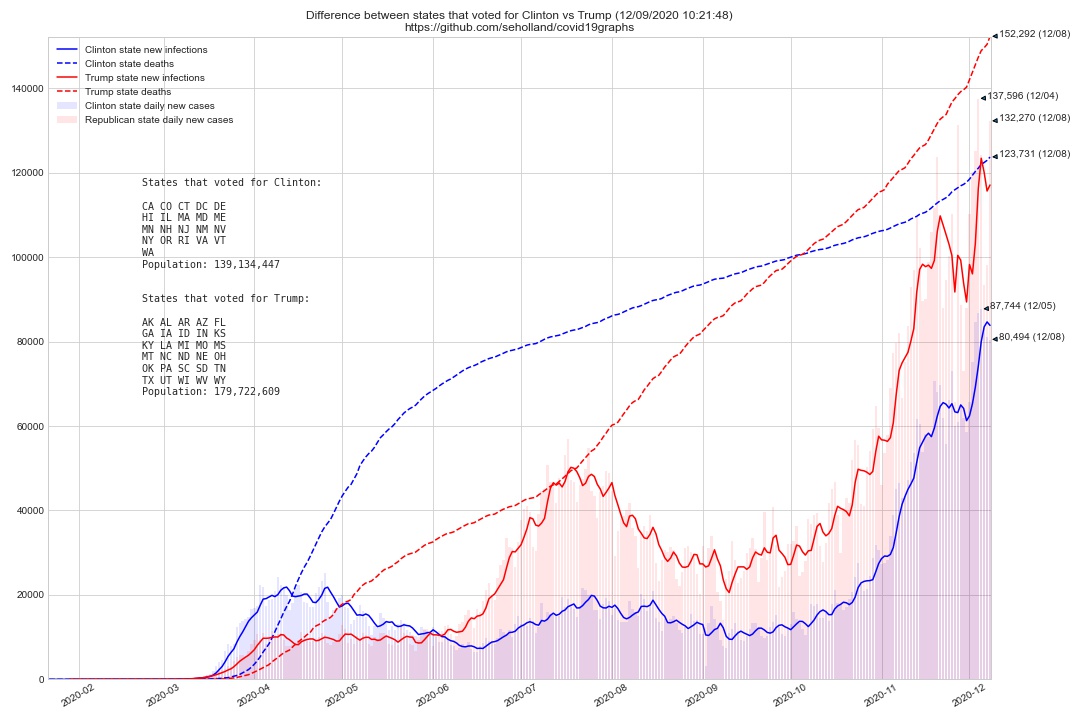 Difference between states that voted for Clinton vs Trump (12/09/2020 10:21:48)
https://github.com/seholland/covid19graphs
Clinton state new infections
Clinton state deaths
Trump state new infections
Trump state deaths
Clinton state daily new cases
Republican state daily new cases
States that voted for Clinton:
CA CO CT DC DE
HI IL MA MD ME
MN NH NJ NM NV
NY OR RI VA VT
WA
Population: 139,134,447
States that voted for Trump:
AK AL AR AZ FL
GA IA ID IN KS
KY LA MI MO MS
MT NC ND NE OH
OK PA SC SD TN
TX UT WI WV WY
Population: 179,722,609
152,292 (12/08)
137,596 (12/04)
132,270 (12/08)
123,731 (12/08)
87,744 (12/05)
80,494 (12/08)
140000
120000
100000
80000
60000
40000
20000
0
2020-02
2020-03
2020-04
2020-05
2020-06
2020-07
2020-08
2020-09
2020-10
2020-11
2020-12